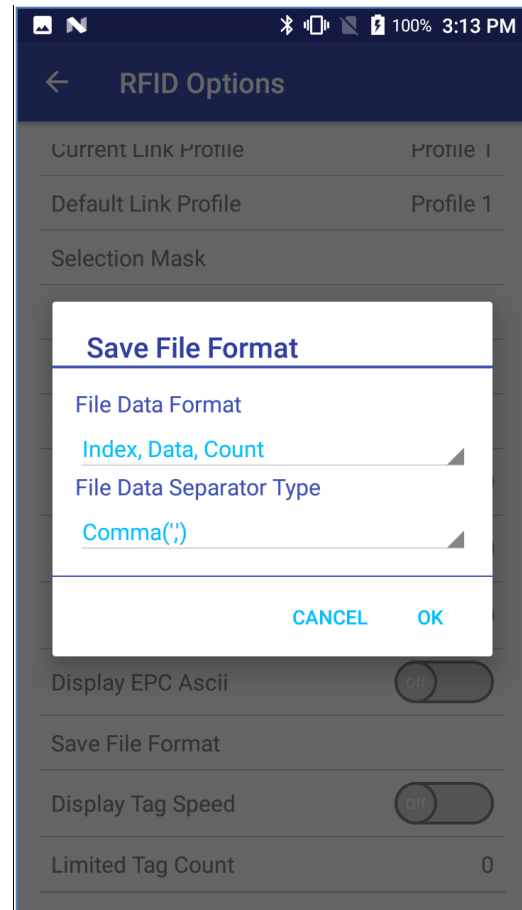 100% 3:13 PM
RFID Options
Current Link Profile Profile 1
Default Link Profile Profile 1
Selection Mask
Save File Format
File Data Format
Index, Data, Count
File Data Separator Type
Comma(',')
CANCEL OK
Display EPC Ascii Off
Save File Format
Display Tag Speed Off
Limited Tag Count 0